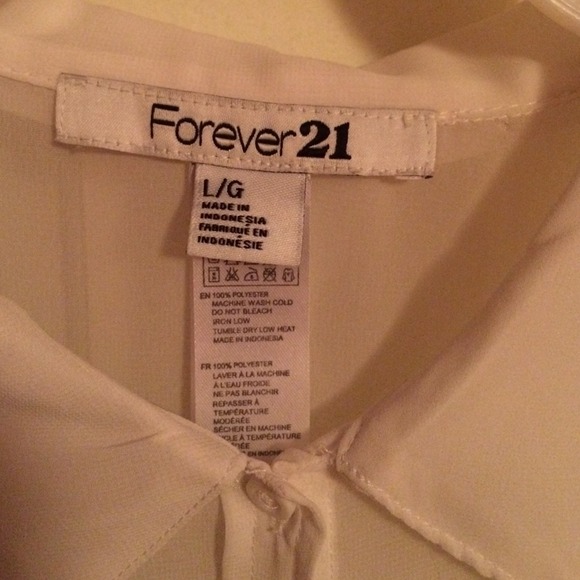 Forever21
L/G
MADE IN
INDONESIA
FABRIQUÉ EN
INDONÉSIE
EN 100% POLYESTER
MACHINE WASH COLD
DO NOT BLEACH
IRON LOW
TUMBLE DRY LOW HEAT
MADE IN INDONESIA
FR 100% POLYESTER
LAVER À LA MACHINE
À L'EAU FROIDE
NE PAS BLANCHIR
REPASSER À
TEMPÉRATURE
MODÉRÉE
SÉCHER EN MACHINE
À TEMPÉRATURE
EN